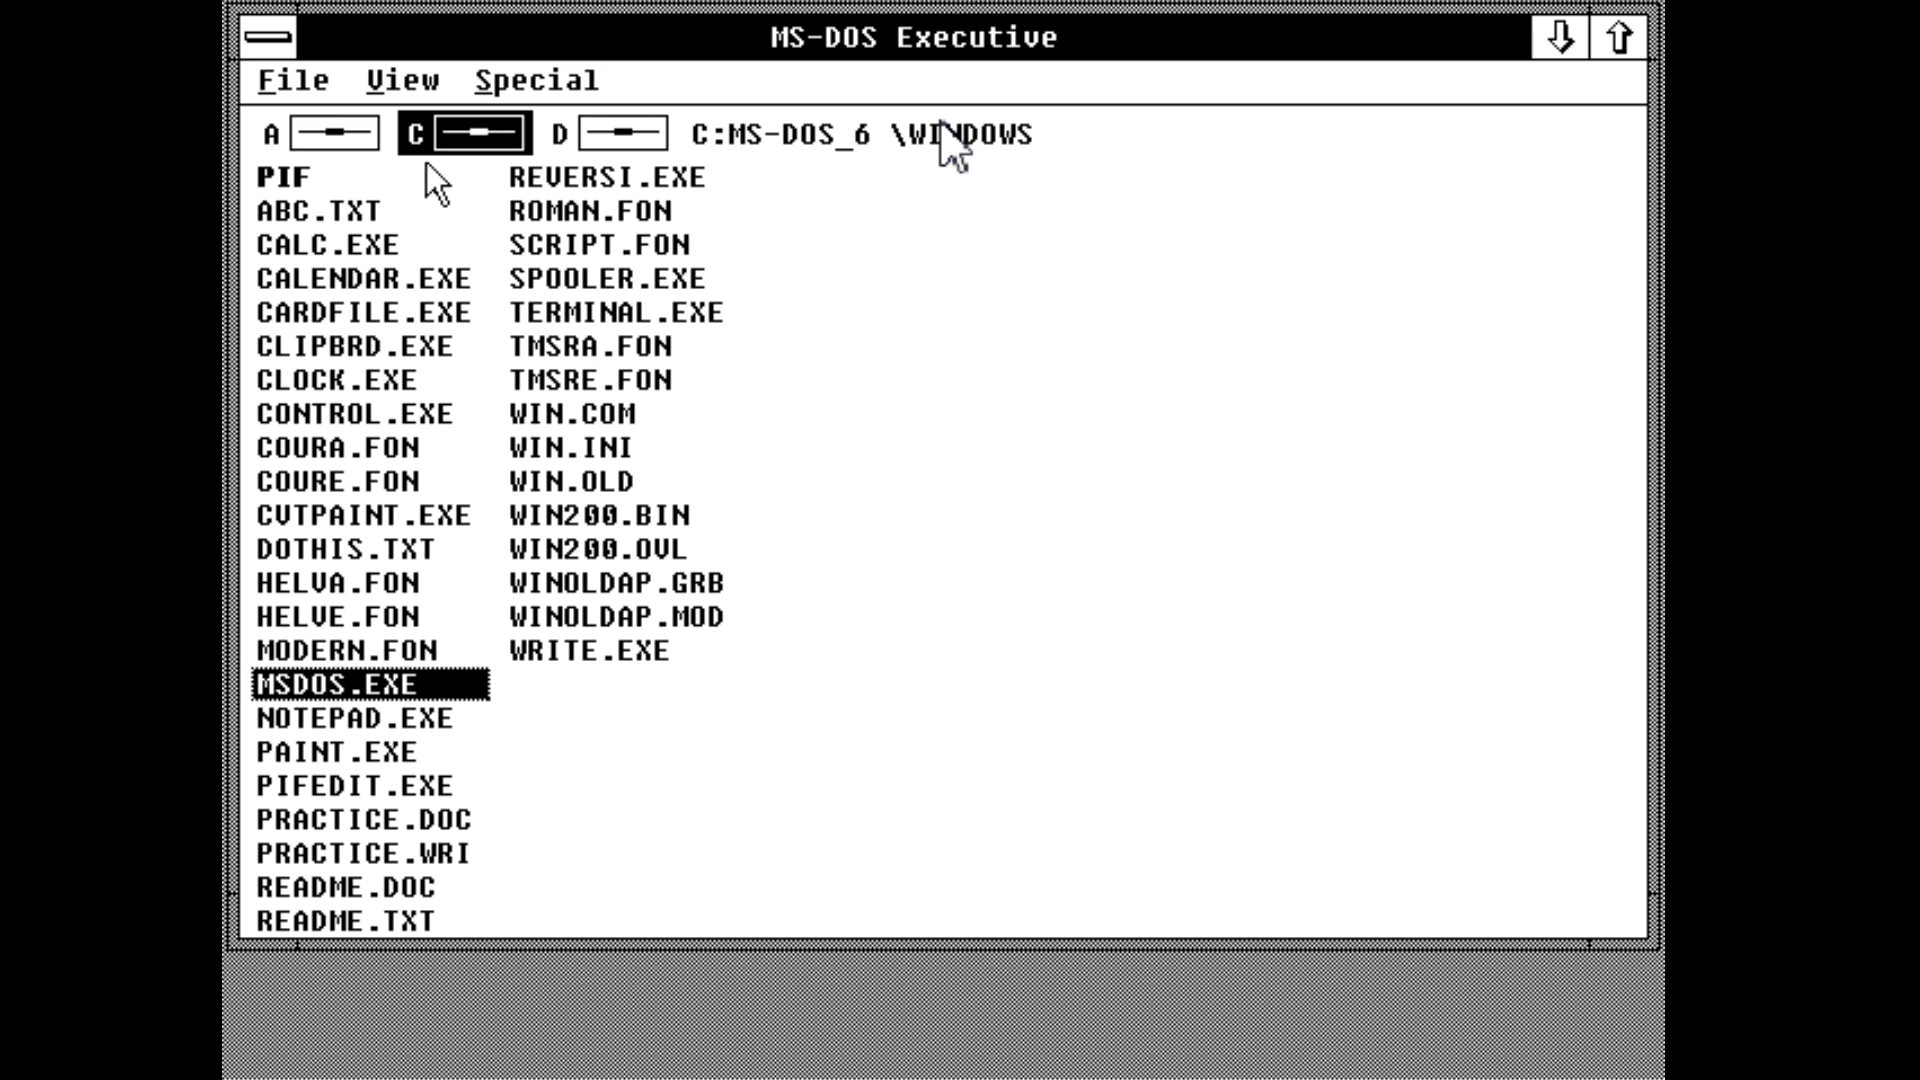 MS-DOS Executive
File View Special
A C D C:MS-DOS_6 \WINDOWS
PIF REVERSI.EXE
ABC.TXT ROMAN.FON
CALC.EXE SCRIPT.FON
CALENDAR.EXE SPOOLER.EXE
CARDFILE.EXE TERMINAL.EXE
CLIPBRD.EXE TMSRA.FON
CLOCK.EXE TMSRE.FON
CONTROL.EXE WIN.COM
COURA.FON WIN.INI
COURE.FON WIN.OLD
CVTPAINT.EXE WIN200.BIN
DOTHIS.TXT WIN200.OVL
HELVA.FON WINOLDAP.GRB
HELVE.FON WINOLDAP.MOD
MODERN.FON WRITE.EXE
MSDOS.EXE
NOTEPAD.EXE
PAINT.EXE
PIFEDIT.EXE
PRACTICE.DOC
PRACTICE.WRI
README.DOC
README.TXT